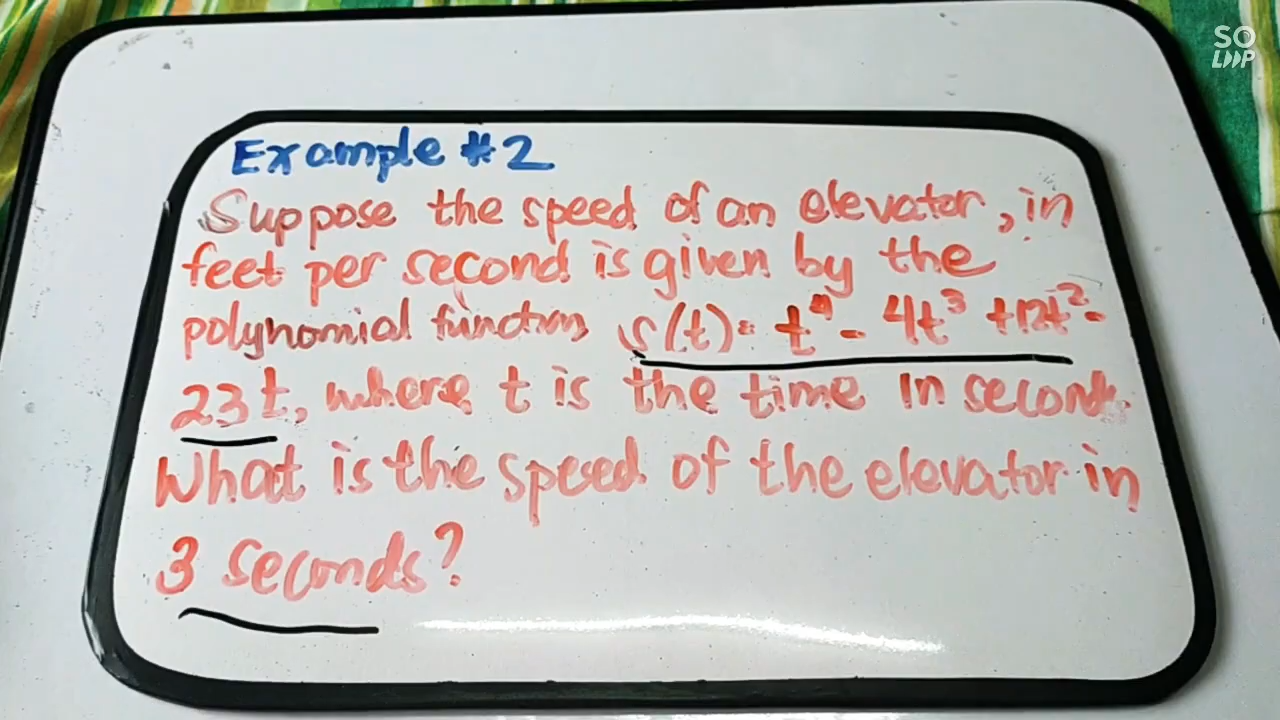 SO
LOOP
Example #2
Suppose the speed of an elevator, in
feet per second is given by the
polynomial function s(t) = t⁴ - 4t³ + 12t² -
23t, where t is the time in second.
What is the speed of the elevator in
3 seconds?